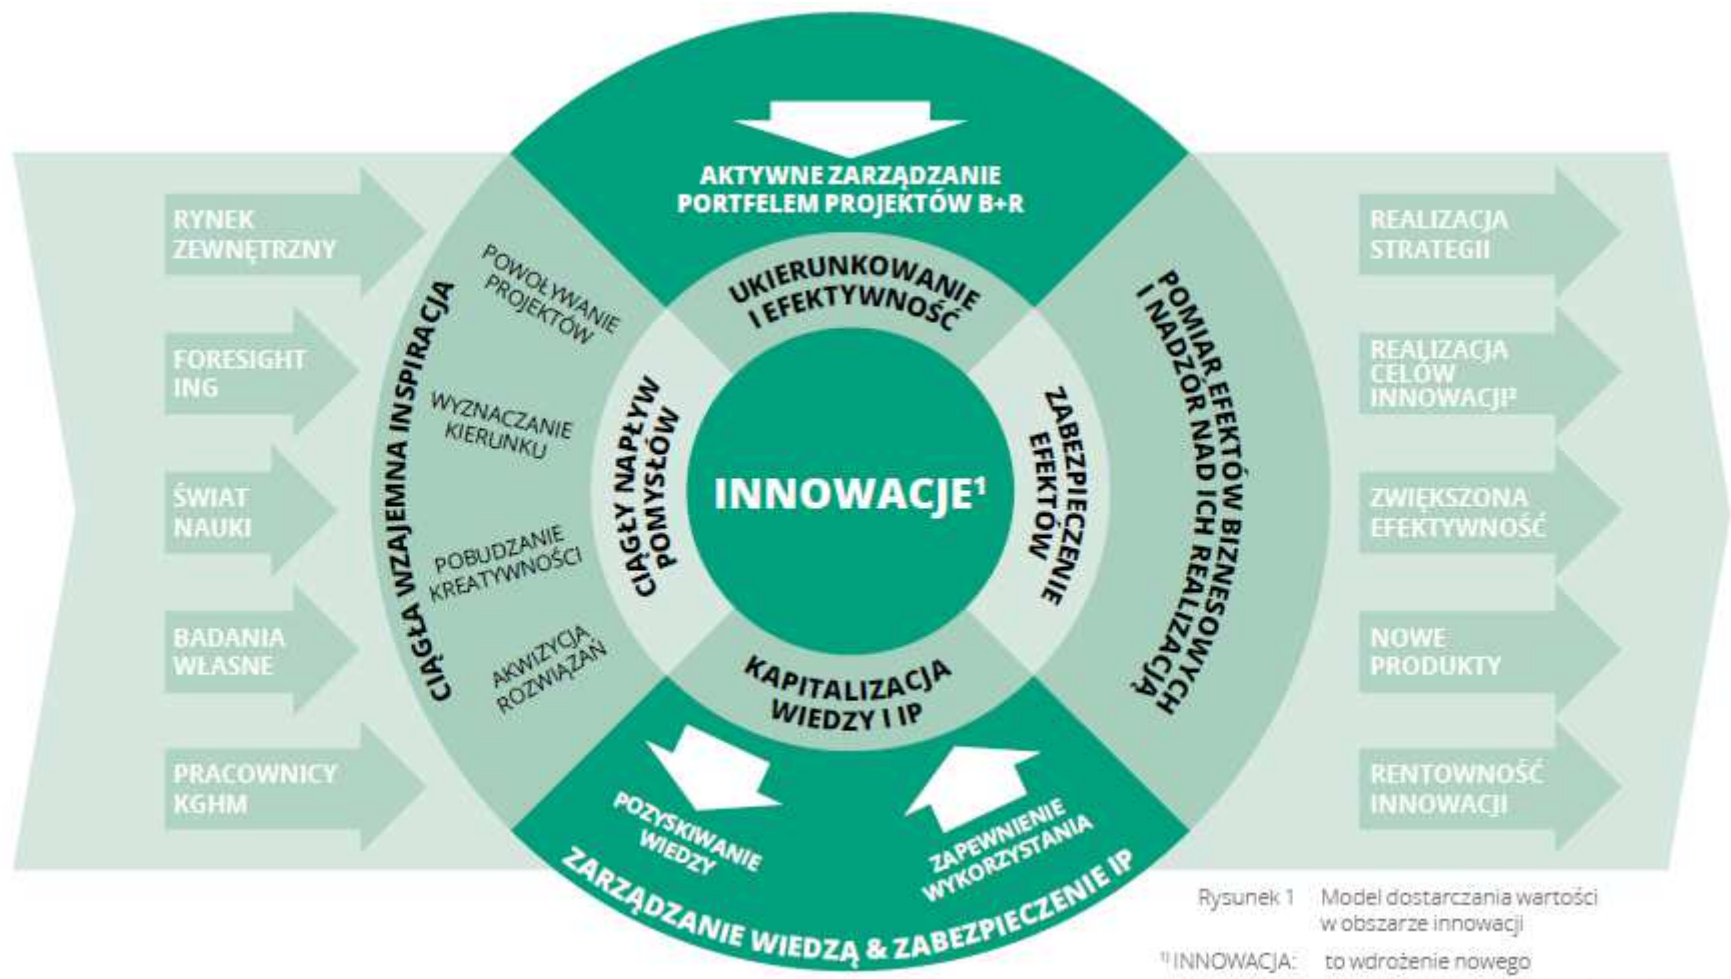 AKTYWNE ZARZĄDZANIE
PORTFELEM PROJEKTÓW B+R
UKIERUNKOWANIE
I EFEKTYWNOŚĆ
RYNEK
ZEWNĘTRZNY
FORESIGHT
ING
ŚWIAT
NAUKI
BADANIA
WŁASNE
PRACOWNICY
KGHM
CIĄGŁA WZAJEMNA INSPIRACJA
POWOŁYWANIE
PROJEKTÓW
WYZNACZANIE
KIERUNKU
POBUDZANIE
KREATYWNOŚCI
AKWIZYCJA
ROZWIĄZAŃ
CIĄGŁY NAPŁYW
POMYSŁÓW
INNOWACJE¹
ZABEZPIECZENIE
EFEKTÓW
POMIAR EFEKTÓW BIZNESOWYCH
I NADZÓR NAD ICH REALIZACJĄ
REALIZACJA
STRATEGII
REALIZACJA
CELÓW
INNOWACJI²
ZWIĘKSZONA
EFEKTYWNOŚĆ
NOWE
PRODUKTY
RENTOWNOŚĆ
INNOWACJI
KAPITALIZACJA
WIEDZY I IP
POZYSKIWANIE
WIEDZY
ZAPEWNIENIE
WYKORZYSTANIA
ZARZĄDZANIE WIEDZĄ & ZABEZPIECZENIE IP
Rysunek 1 Model dostarczania wartości
w obszarze innowacji
¹⁾ INNOWACJA: to wdrożenie nowego